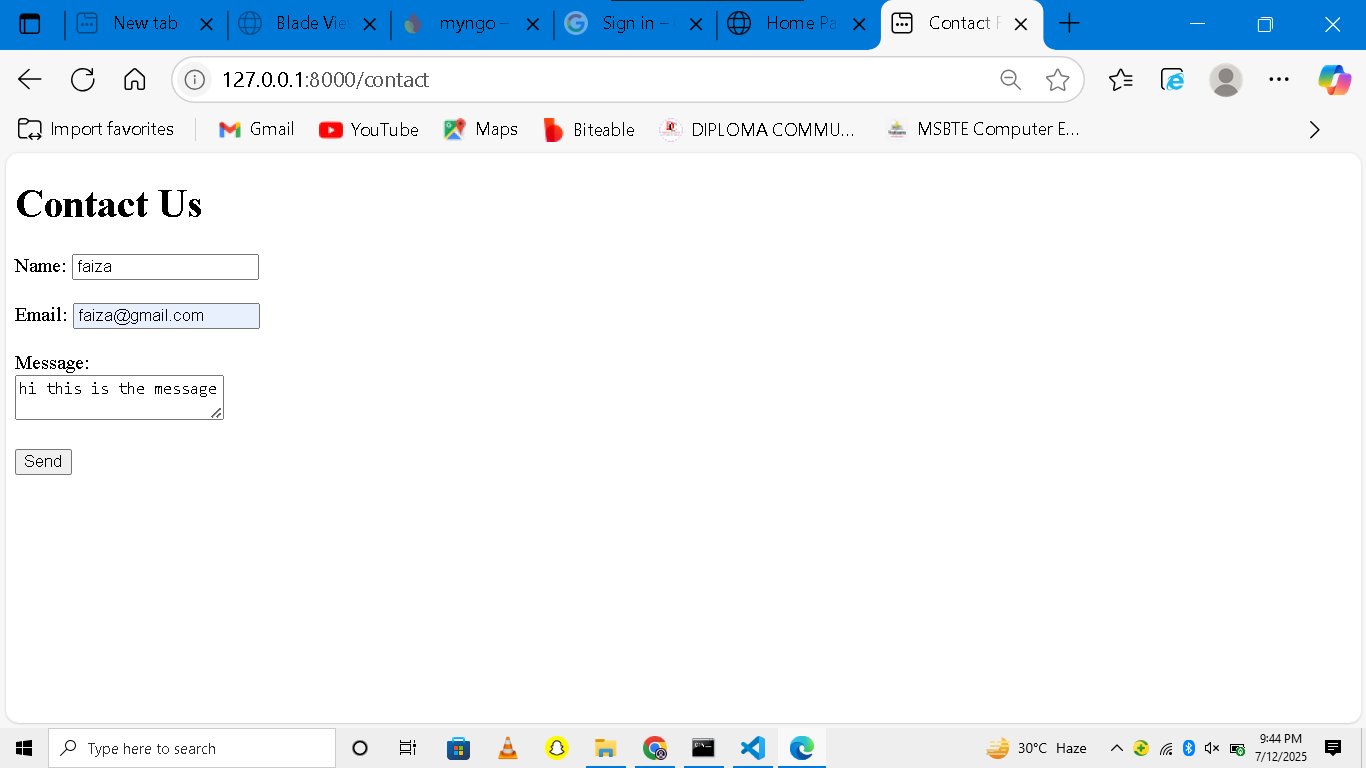 New tab Blade Vie myngo – Sign in – Home Pa Contact F
127.0.0.1:8000/contact
Import favorites Gmail YouTube Maps Biteable DIPLOMA COMMU... MSBTE Computer E...
Contact Us
Name: faiza
Email: faiza@gmail.com
Message:
hi this is the message
Send
Type here to search 30°C Haze 9:44 PM
7/12/2025